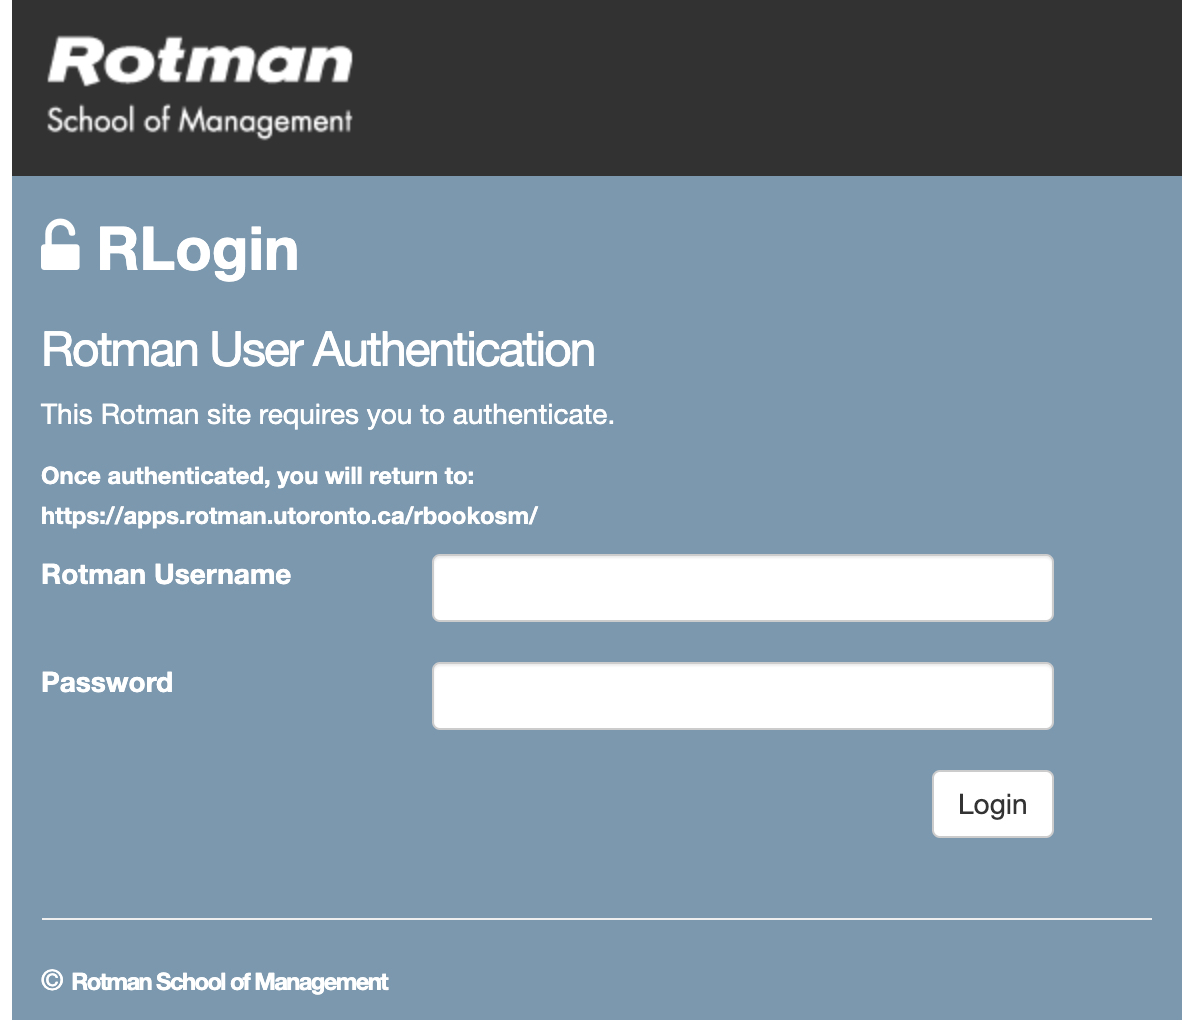 Rotman
School of Management
RLogin
Rotman User Authentication
This Rotman site requires you to authenticate.
Once authenticated, you will return to:
https://apps.rotman.utoronto.ca/rbookosm/
Rotman Username
Password
Login
© Rotman School of Management